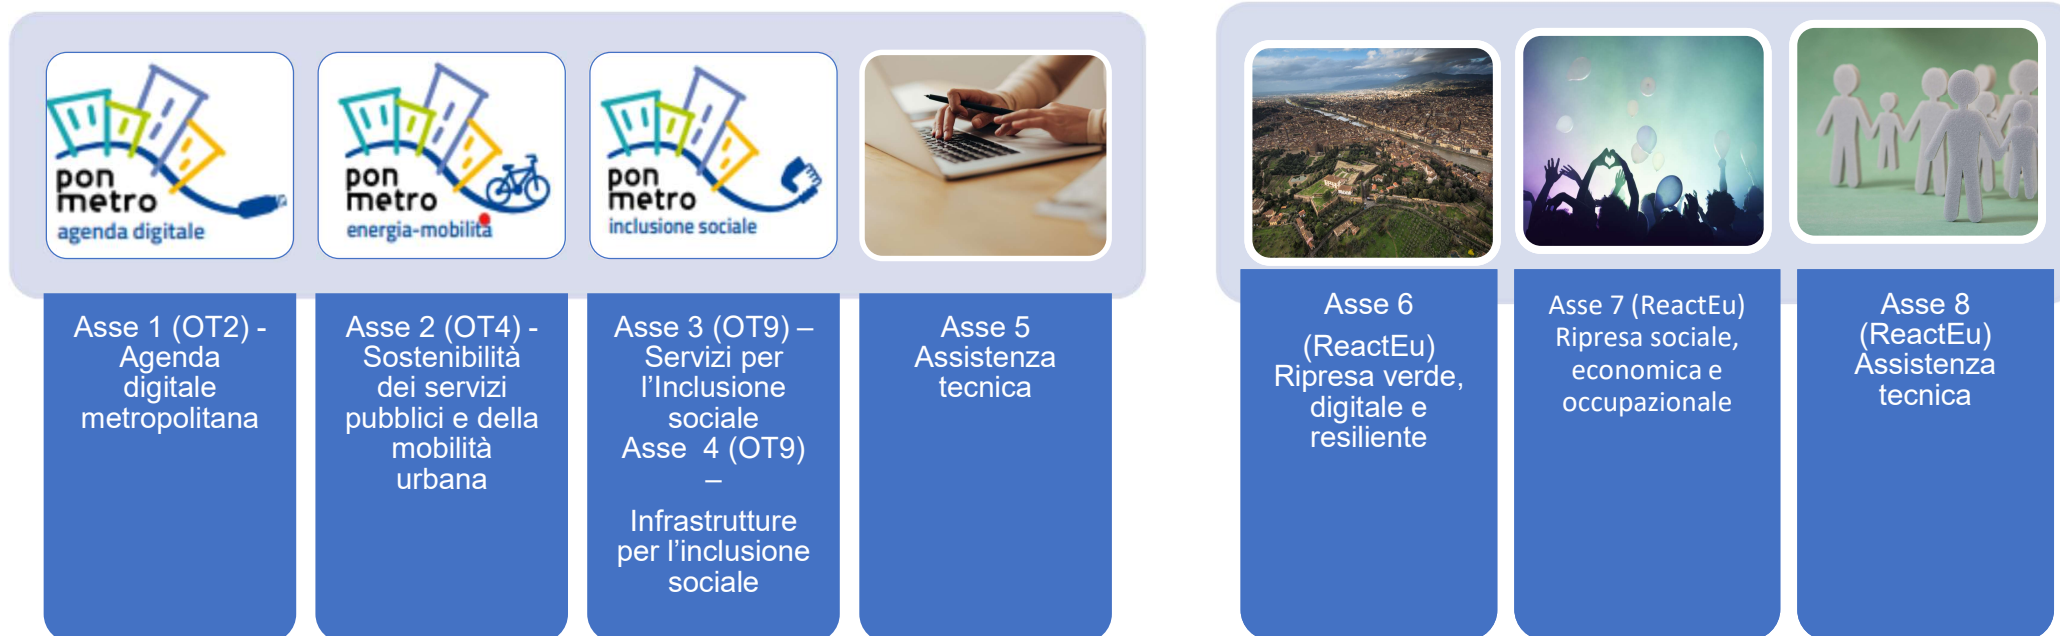 pon
metro
agenda digitale
pon
metro
energia-mobilità
pon
metro
inclusione sociale
Asse 1 (OT2) -
Agenda
digitale
metropolitana
Asse 2 (OT4) -
Sostenibilità
dei servizi
pubblici e della
mobilità
urbana
Asse 3 (OT9) –
Servizi per
l’Inclusione
sociale
Asse  4 (OT9)
–
Infrastrutture
per l’inclusione
sociale
Asse 5
Assistenza
tecnica
Asse 6
(ReactEu)
Ripresa verde,
digitale e
resiliente
Asse 7 (ReactEu)
Ripresa sociale,
economica e
occupazionale
Asse 8
(ReactEu)
Assistenza
tecnica